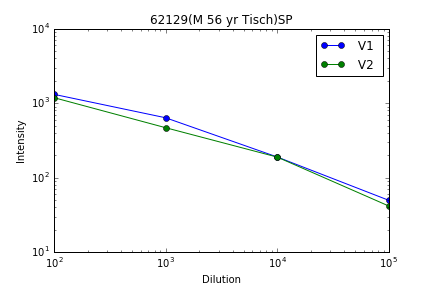 62129(M 56 yr Tisch)SP
10^4
10^3
10^2
10^1
Intensity
V1
V2
10^2 10^3 10^4 10^5
Dilution